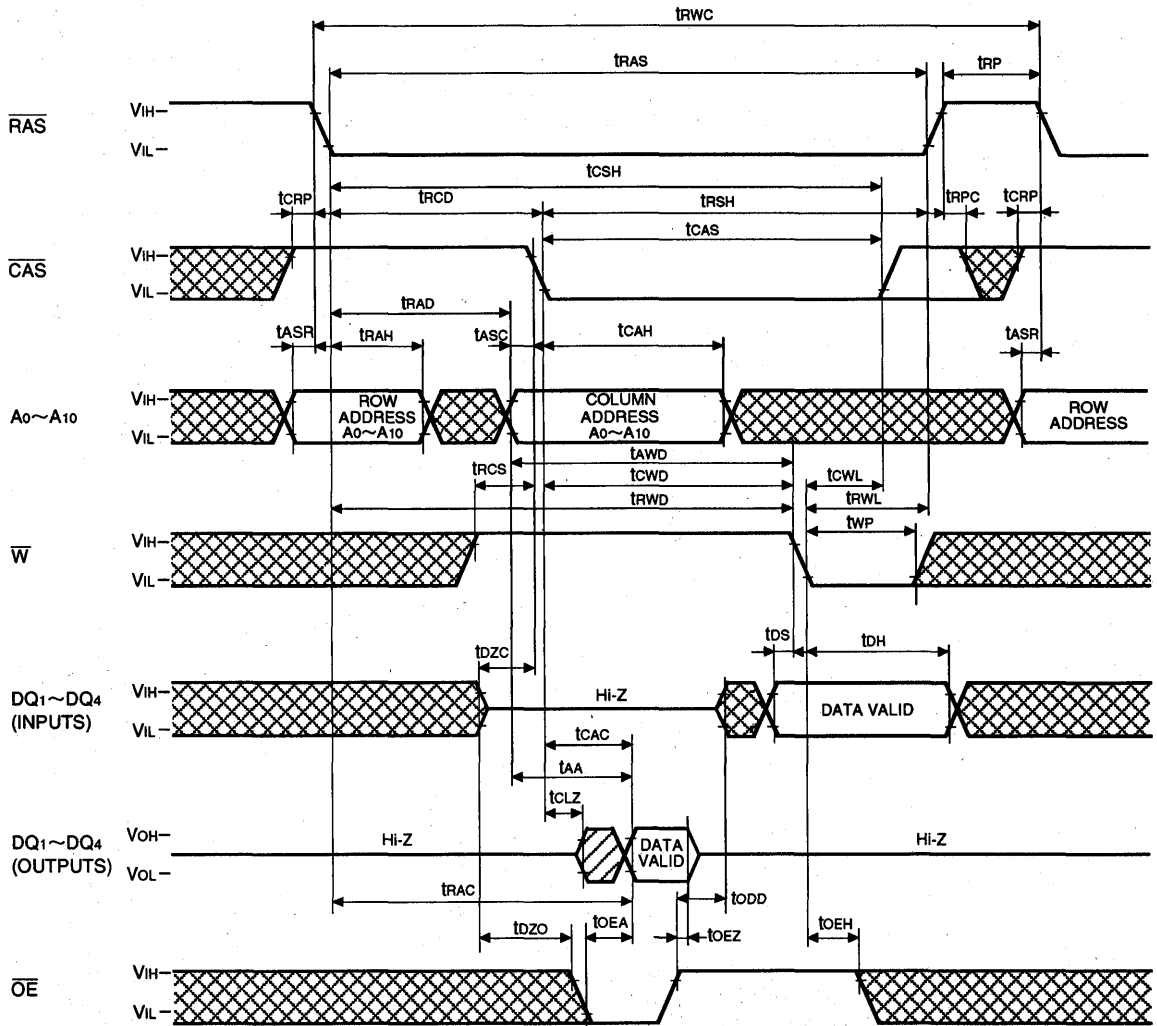 tRWC
tRAS
tRP
RAS
VIH
VIL
tCSH
tCRP
tRCD
tRSH
tRPC
tCRP
tCAS
CAS
VIH
VIL
tRAD
tASR
tRAH
tASC
tCAH
tASR
A0~A10
VIH
VIL
ROW
ADDRESS
A0~A10
COLUMN
ADDRESS
A0~A10
ROW
ADDRESS
tAWD
tRCS
tCWD
tCWL
tRWD
tRWL
tWP
W
VIH
VIL
tDS
tDH
tDZC
DQ1~DQ4
(INPUTS)
VIH
VIL
Hi-Z
DATA VALID
tCAC
tAA
tCLZ
DQ1~DQ4
(OUTPUTS)
VOH
VOL
Hi-Z
DATA
VALID
Hi-Z
tRAC
tODD
tDZO
tOEA
tOEZ
tOEH
OE
VIH
VIL